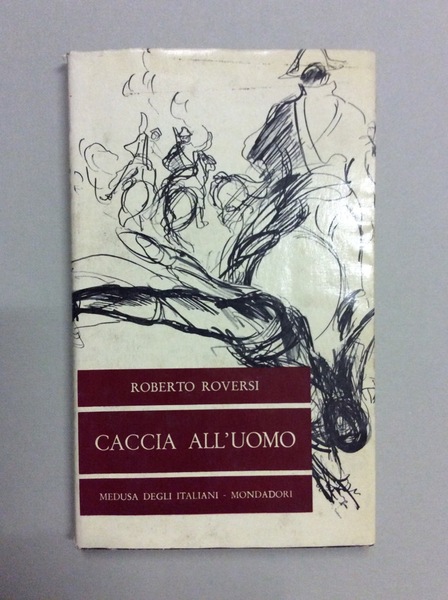 ROBERTO ROVERSI
CACCIA ALL'UOMO
MEDUSA DEGLI ITALIANI - MONDADORI